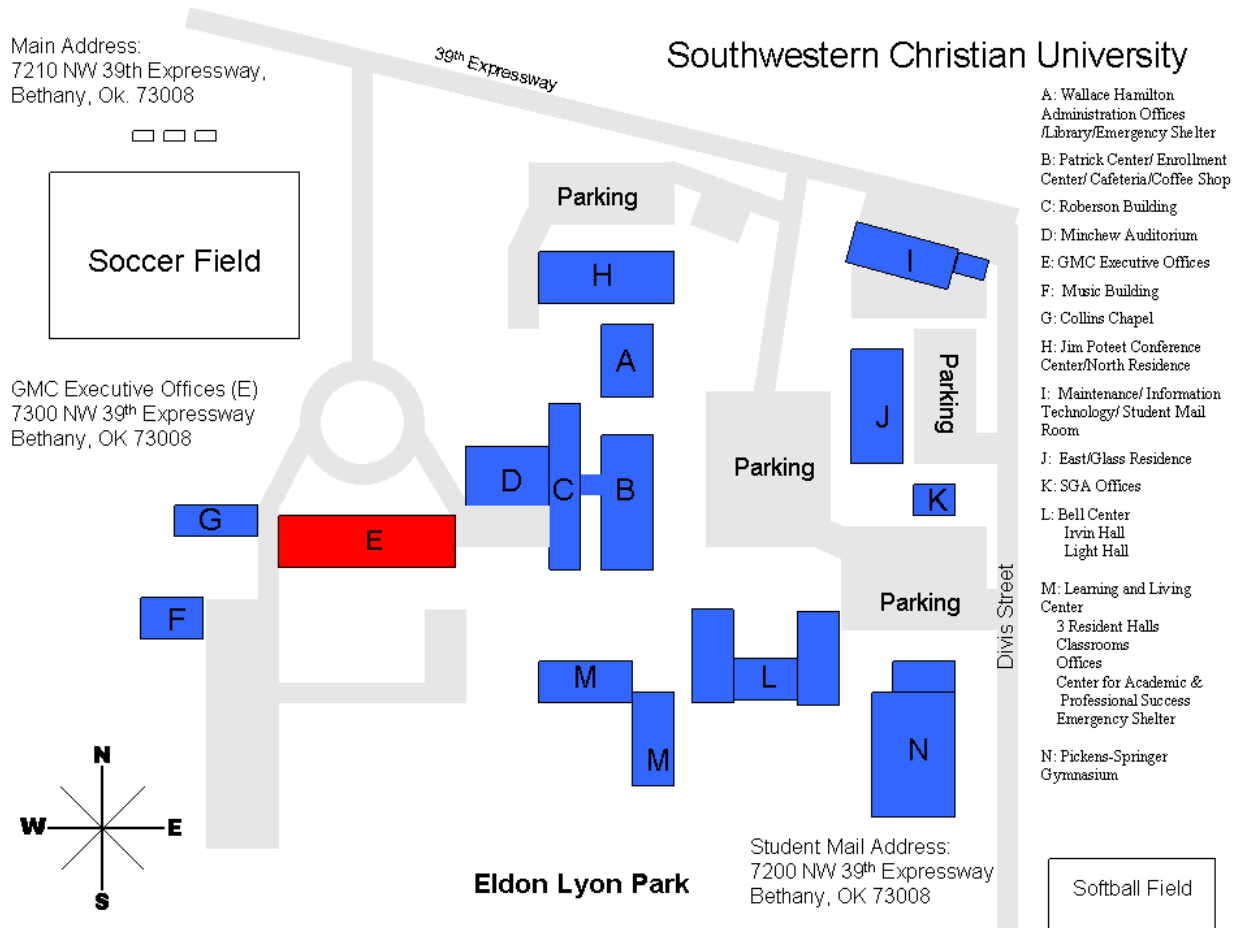 Main Address:
7210 NW 39th Expressway,
Bethany, Ok. 73008
39th Expressway
Southwestern Christian University
Soccer Field
GMC Executive Offices (E)
7300 NW 39th Expressway
Bethany, OK 73008
Parking
H
A
I
J
Parking
Parking
K
D
C
B
G
E
F
Parking
Divis Street
M
L
M
N
N
W
E
S
Eldon Lyon Park
Student Mail Address:
7200 NW 39th Expressway
Bethany, OK 73008
Softball Field
A: Wallace Hamilton
Administration Offices
/Library/Emergency Shelter
B: Patrick Center/ Enrollment
Center/ Cafeteria/Coffee Shop
C: Roberson Building
D: Minchew Auditorium
E: GMC Executive Offices
F: Music Building
G: Collins Chapel
H: Jim Poteet Conference
Center/North Residence
I: Maintenance/ Information
Technology/ Student Mail
Room
J: East/Glass Residence
K: SGA Offices
L: Bell Center
Irvin Hall
Light Hall
M: Learning and Living
Center
3 Resident Halls
Classrooms
Offices
Center for Academic &
Professional Success
Emergency Shelter
N: Pickens-Springer
Gymnasium